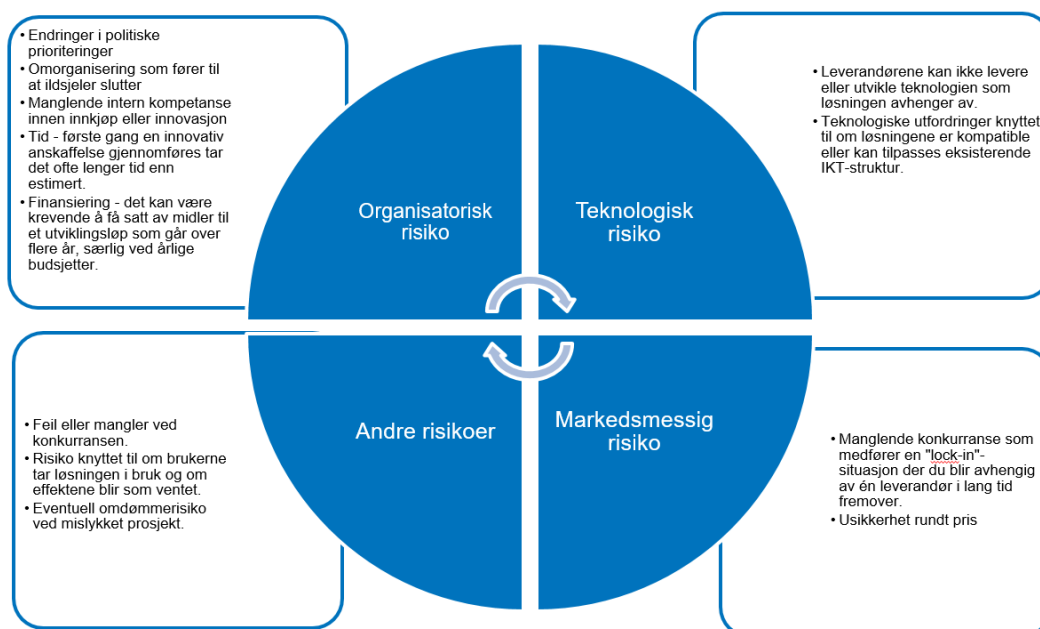 • Endringer i politiske
prioriteringer
• Omorganisering som fører til
at ildsjeler slutter
• Manglende intern kompetanse
innen innkjøp eller innovasjon
• Tid - første gang en innovativ
anskaffelse gjennomføres tar
det ofte lenger tid enn
estimert.
• Finansiering - det kan være
krevende å få satt av midler til
et utviklingsløp som går over
flere år, særlig ved årlige
budsjetter.
Organisatorisk
risiko
Teknologisk
risiko
• Leverandørene kan ikke levere
eller utvikle teknologien som
løsningen avhenger av.
• Teknologiske utfordringer knyttet
til om løsningene er kompatible
eller kan tilpasses eksisterende
IKT-struktur.
• Feil eller mangler ved
konkurransen.
• Risiko knyttet til om brukerne
tar løsningen i bruk og om
effektene blir som ventet.
• Eventuell omdømmerisiko
ved mislykket prosjekt.
Andre risikoer
Markedsmessig
risiko
• Manglende konkurranse som
medfører en "lock-in"-
situasjon der du blir avhengig
av én leverandør i lang tid
fremover.
• Usikkerhet rundt pris